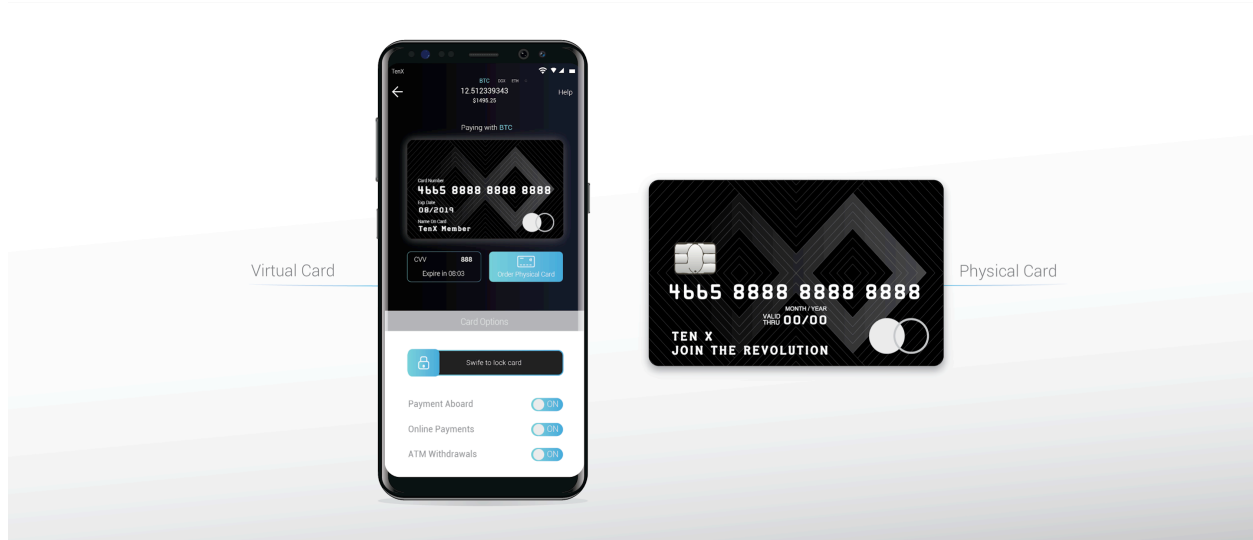 TenX
BTC DGX ETH
12.512339343
Help
$1495.25
Paying with BTC
Card Number
4665 8888 8888 8888
Exp Date
08/2019
Name On Card
TenX Member
CVV 888
Expire in 08:03
Order Physical Card
Card Options
Swife to lock card
Payment Aboard ON
Online Payments ON
ATM Withdrawals ON
Virtual Card
4665 8888 8888 8888
MONTH / YEAR
VALID THRU 00/00
TEN X
JOIN THE REVOLUTION
Physical Card